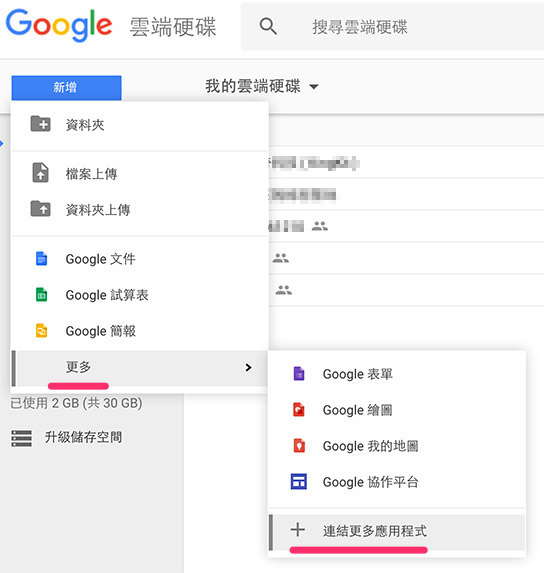 Google 雲端硬碟
搜尋雲端硬碟
新增
我的雲端硬碟
資料夾
檔案上傳
資料夾上傳
Google 文件
Google 試算表
Google 簡報
更多
Google 表單
Google 繪圖
Google 我的地圖
Google 協作平台
連結更多應用程式
已使用 2 GB (共 30 GB)
升級儲存空間